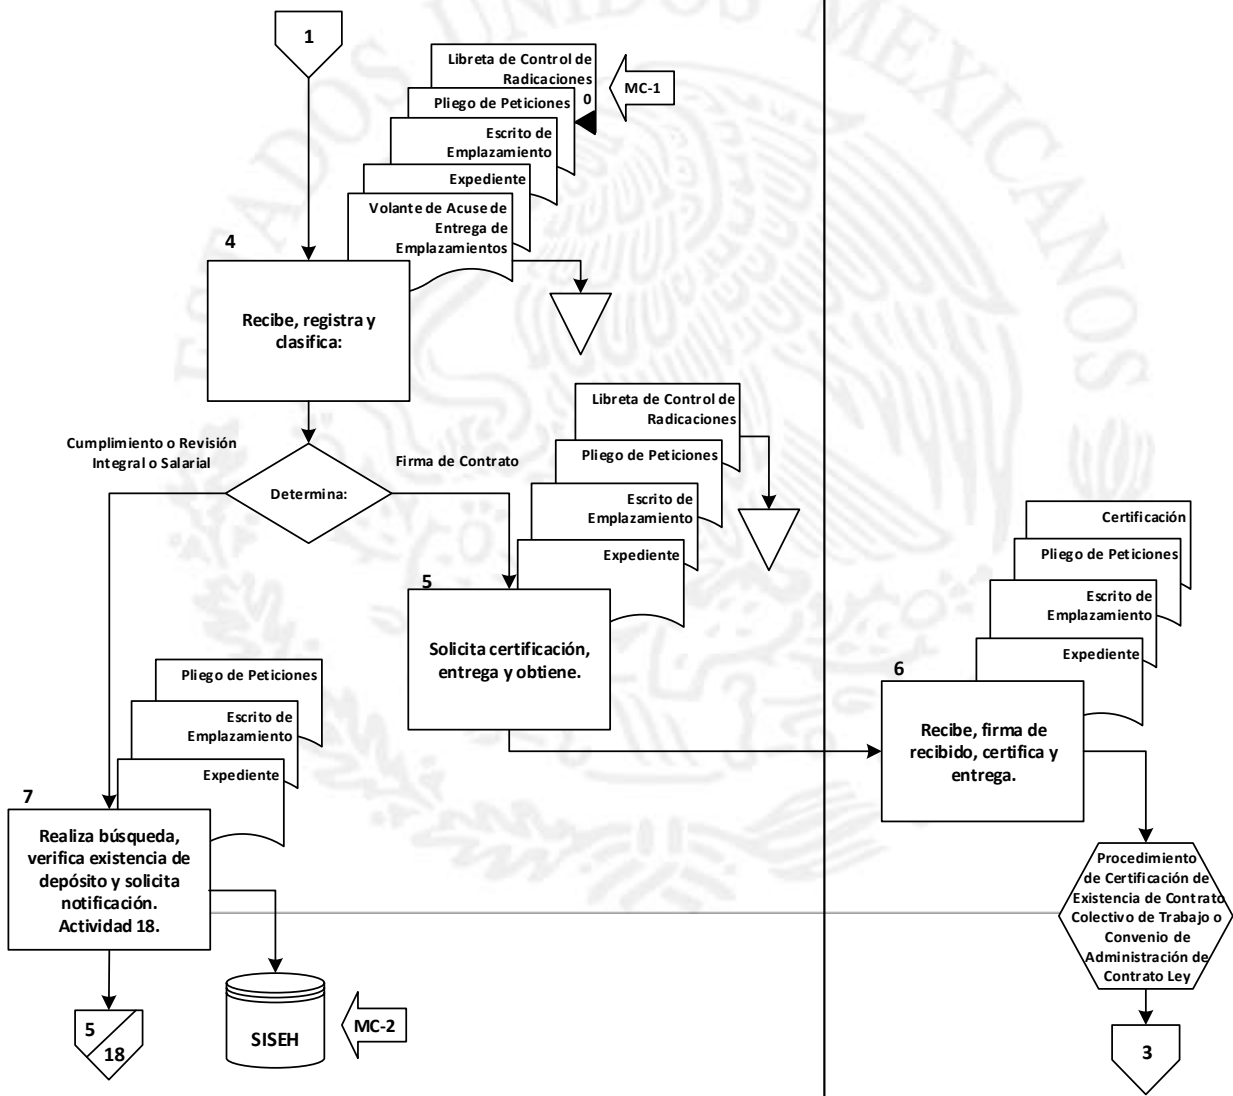 ESTADOS UNIDOS MEXICANOS
1
Libreta de Control de
Radicaciones
0
MC-1
Pliego de Peticiones
Escrito de
Emplazamiento
Expediente
Volante de Acuse de
Entrega de
Emplazamientos
4
Recibe, registra y
clasifica:
Cumplimiento o Revisión
Integral o Salarial
Determina:
Firma de Contrato
Libreta de Control de
Radicaciones
Pliego de Peticiones
Escrito de
Emplazamiento
Expediente
5
Solicita certificación,
entrega y obtiene.
Certificación
Pliego de Peticiones
Escrito de
Emplazamiento
Expediente
6
Recibe, firma de
recibido, certifica y
entrega.
Pliego de Peticiones
Escrito de
Emplazamiento
Expediente
7
Realiza búsqueda,
verifica existencia de
depósito y solicita
notificación.
Actividad 18.
5
18
SISEH
MC-2
Procedimiento
de Certificación de
Existencia de Contrato
Colectivo de Trabajo o
Convenio de
Administración de
Contrato Ley
3